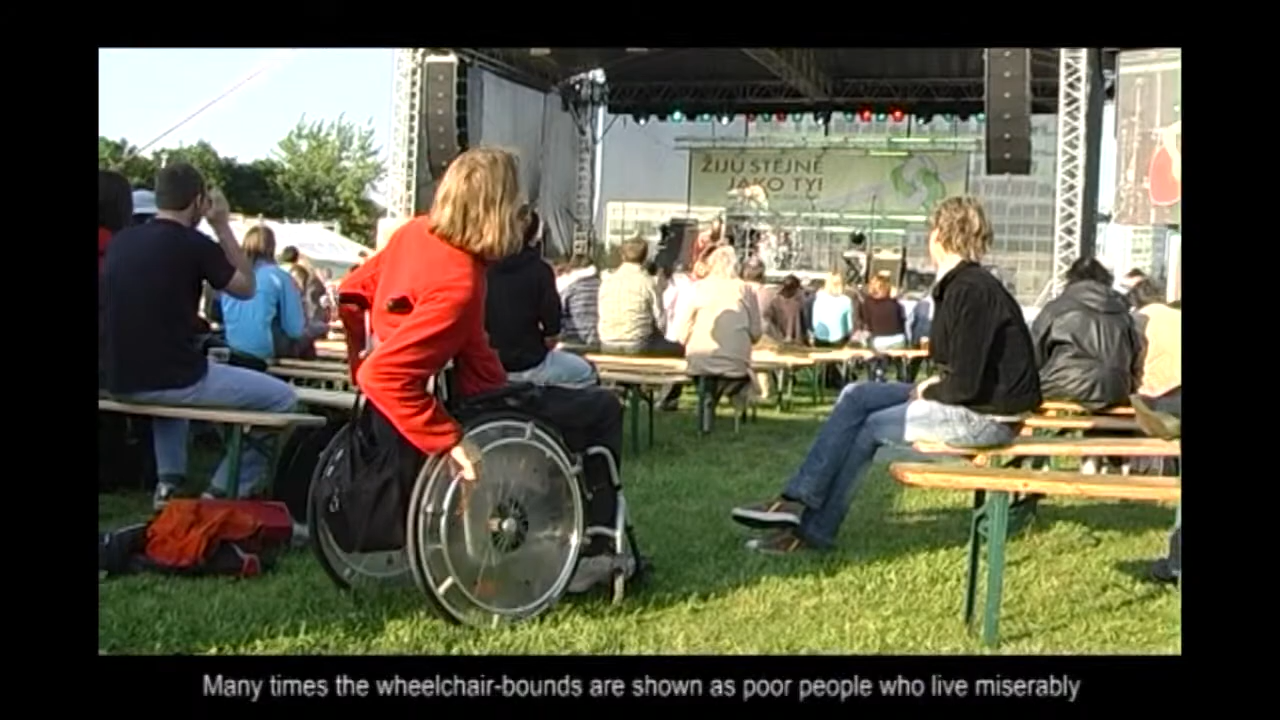 ŽIJU STEJNĚ
JAKO TY!
Many times the wheelchair-bounds are shown as poor people who live miserably